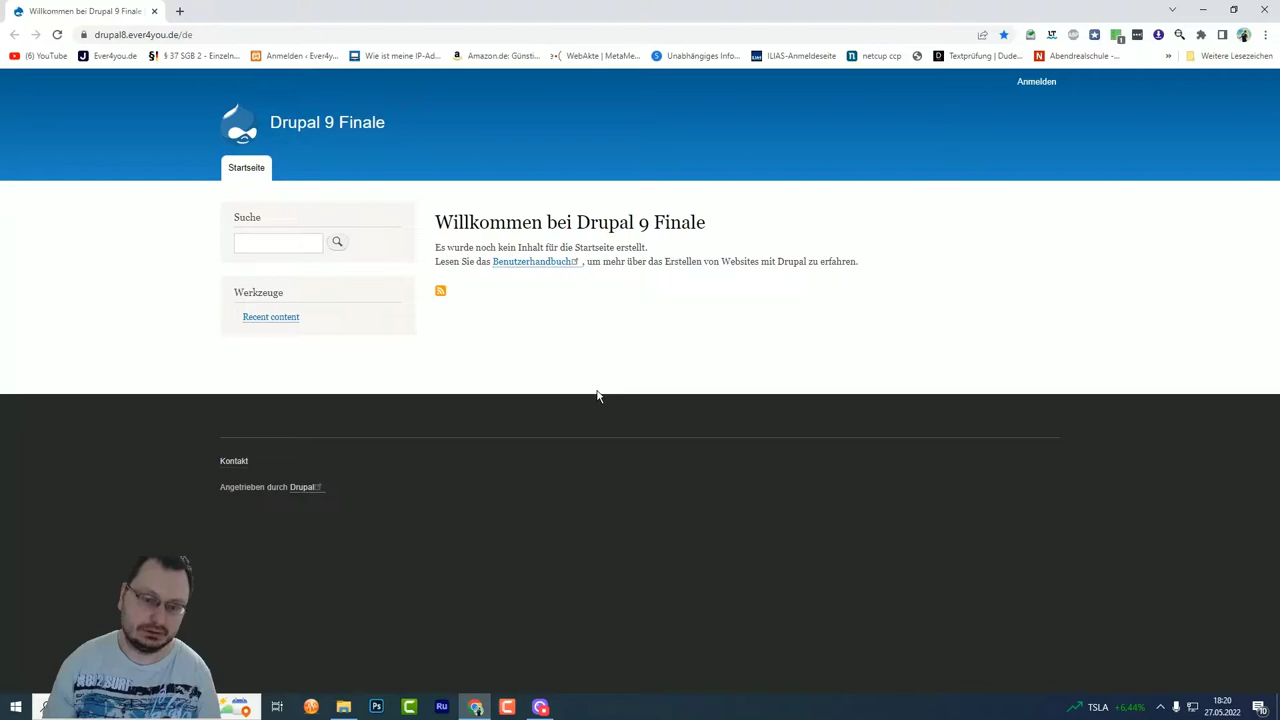 Willkommen bei Drupal 9 Finale
drupal8.ever4you.de/de
(6) YouTube
Ever4you.de
§ 37 SGB 2 - Einzeln...
Anmelden ‹ Ever4y...
Wie ist meine IP-Ad...
Amazon.de: Günsti...
WebAkte | MetaMe...
Unabhängiges Info...
ILIAS-Anmeldeseite
netcup ccp
Textprüfung | Dude...
Abendrealschule -...
»
Weitere Lesezeichen
Anmelden
Drupal 9 Finale
Startseite
Suche
Willkommen bei Drupal 9 Finale
Es wurde noch kein Inhalt für die Startseite erstellt.
Lesen Sie das Benutzerhandbuch , um mehr über das Erstellen von Websites mit Drupal zu erfahren.
Werkzeuge
Recent content
Kontakt
Angetrieben durch Drupal
TSLA +6,44%
18:20
27.05.2022